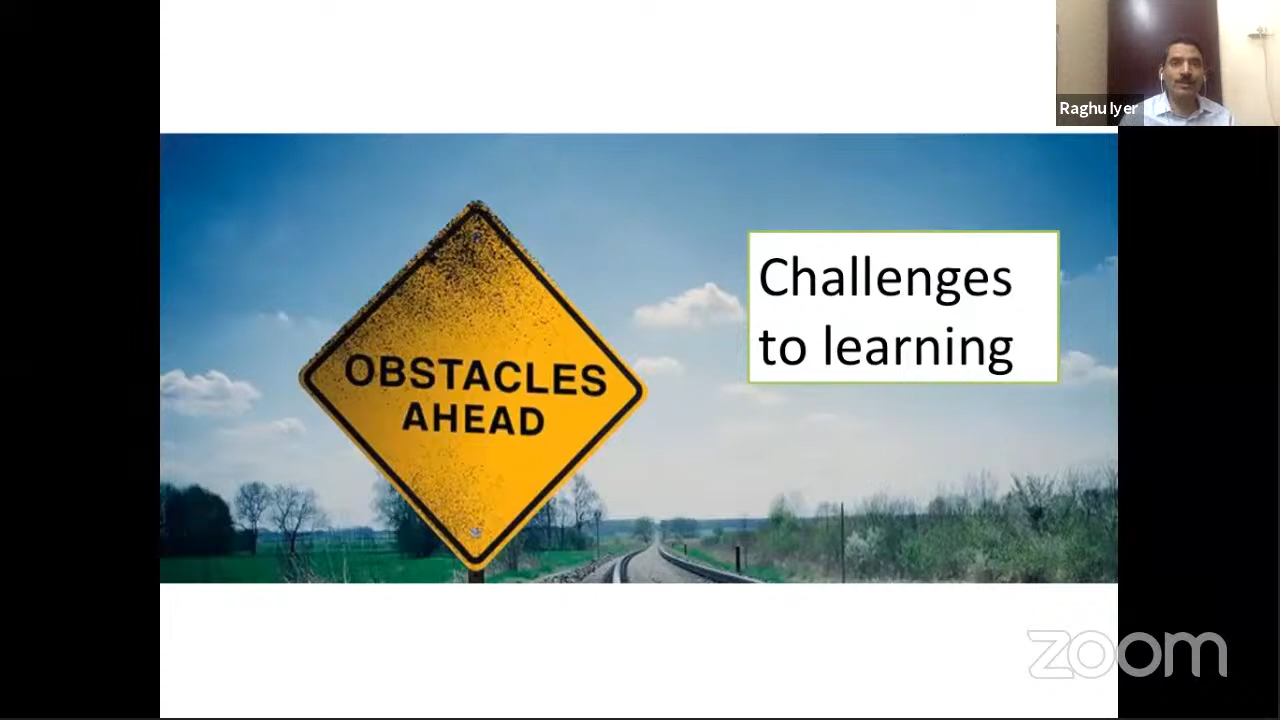 Raghu Iyer
Challenges
to learning
OBSTACLES
AHEAD
zoom